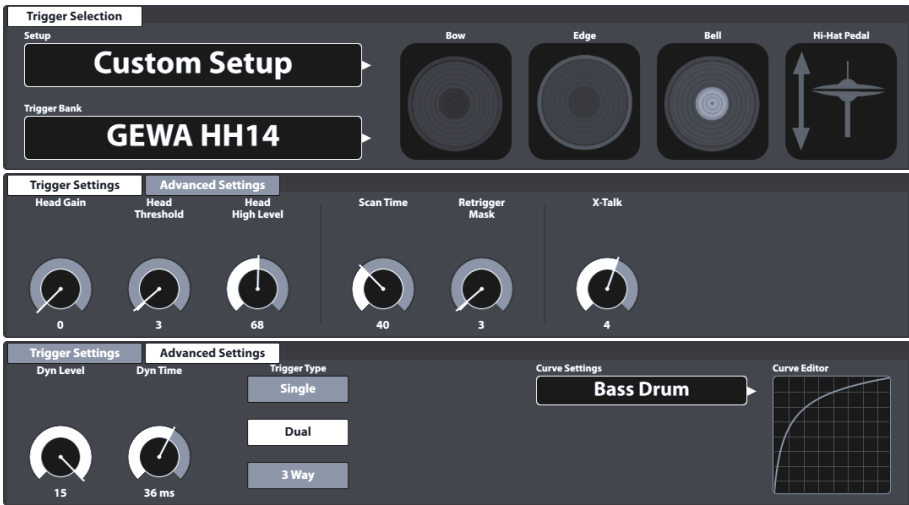 Trigger Selection
Setup
Custom Setup
Trigger Bank
GEWA HH14
Bow
Edge
Bell
Hi-Hat Pedal
Trigger Settings
Advanced Settings
Head Gain
Head
Threshold
Head
High Level
Scan Time
Retrigger
Mask
X-Talk
0
3
68
40
3
4
Trigger Settings
Advanced Settings
Dyn Level
Dyn Time
Trigger Type
Single
Dual
3 Way
15
36 ms
Curve Settings
Bass Drum
Curve Editor